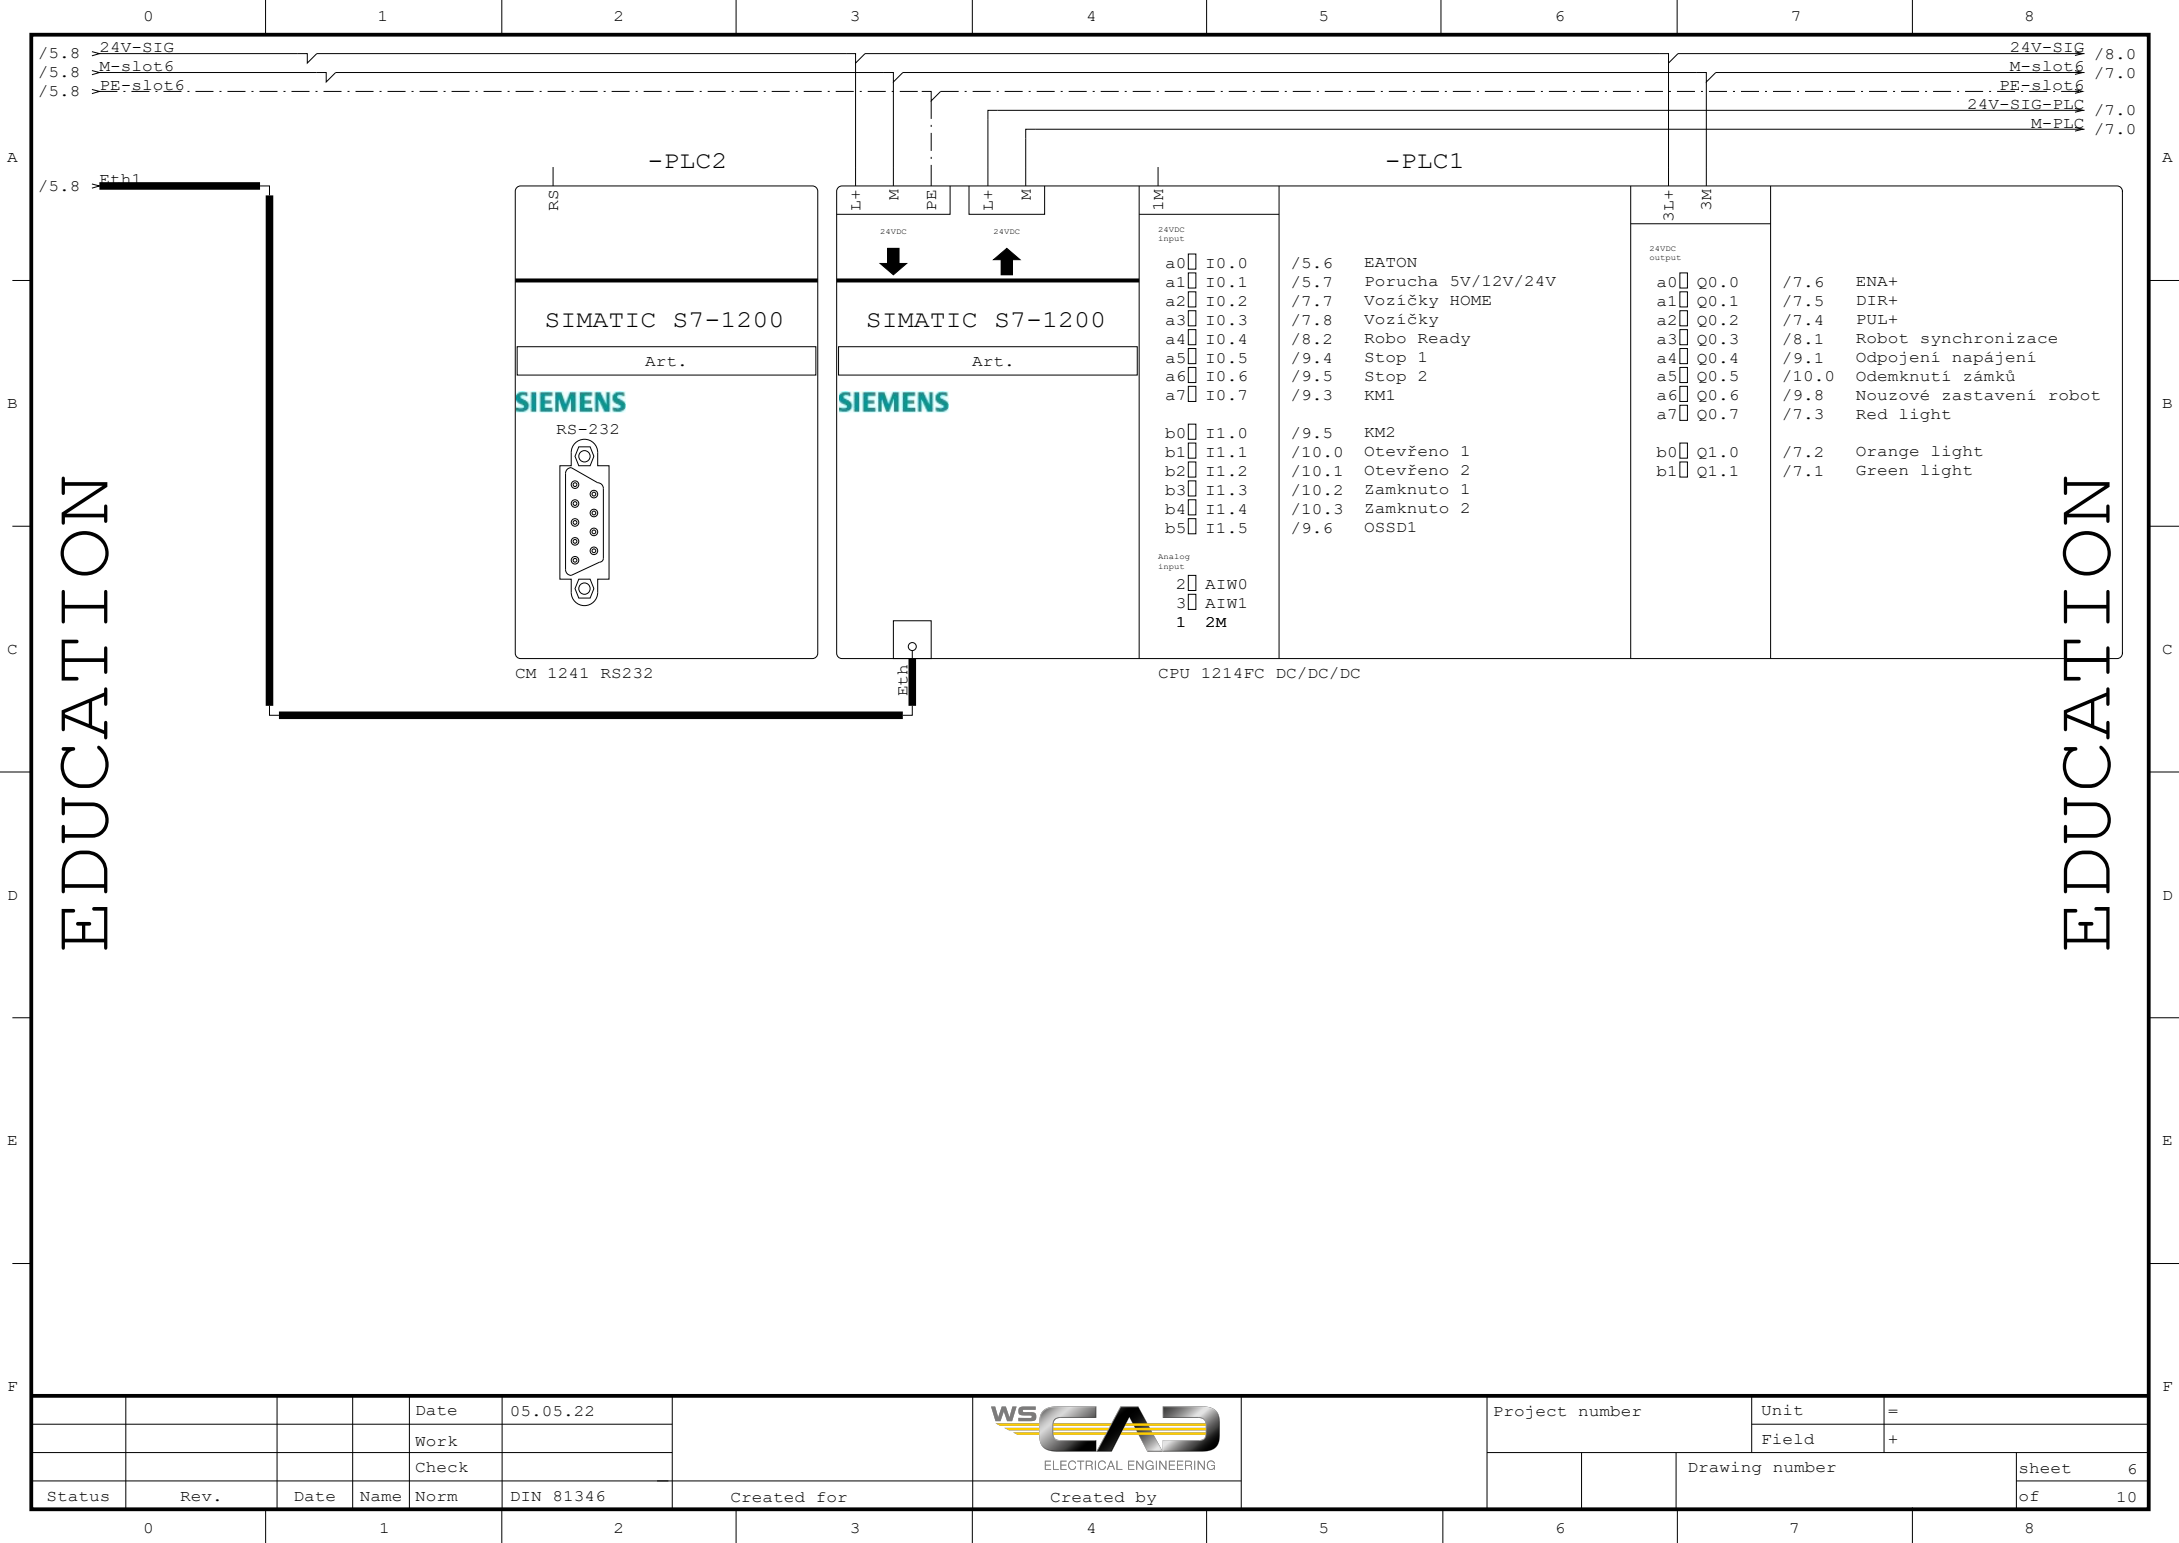 0 1 2 3 4 5 6 7 8
/5.8 24V-SIG 24V-SIG /8.0
/5.8 M-slot6 M-slot6 /7.0
/5.8 PE-slot6 PE-slot6
24V-SIG-PLC /7.0
M-PLC /7.0
A -PLC2 -PLC1 A
/5.8 Eth1
RS L+ M PE L+ M 1M 3L+ 3M
24VDC 24VDC 24VDC
input
24VDC
output
a0 I0.0 /5.6 EATON
a1 I0.1 /5.7 Porucha 5V/12V/24V
a2 I0.2 /7.7 Vozíčky HOME
a3 I0.3 /7.8 Vozíčky
a4 I0.4 /8.2 Robo Ready
a5 I0.5 /9.4 Stop 1
a6 I0.6 /9.5 Stop 2
a7 I0.7 /9.3 KM1
b0 I1.0 /9.5 KM2
b1 I1.1 /10.0 Otevřeno 1
b2 I1.2 /10.1 Otevřeno 2
b3 I1.3 /10.2 Zamknuto 1
b4 I1.4 /10.3 Zamknuto 2
b5 I1.5 /9.6 OSSD1
Analog
input
2 AIW0
3 AIW1
1 2M
a0 Q0.0 /7.6 ENA+
a1 Q0.1 /7.5 DIR+
a2 Q0.2 /7.4 PUL+
a3 Q0.3 /8.1 Robot synchronizace
a4 Q0.4 /9.1 Odpojení napájení
a5 Q0.5 /10.0 Odemknutí zámků
a6 Q0.6 /9.8 Nouzové zastavení robot
a7 Q0.7 /7.3 Red light
b0 Q1.0 /7.2 Orange light
b1 Q1.1 /7.1 Green light
SIMATIC S7-1200 SIMATIC S7-1200
Art. Art.
B SIEMENS SIEMENS B
RS-232
EDUCATION EDUCATION
C C
CM 1241 RS232 Eth CPU 1214FC DC/DC/DC
D D
E E
F F
Date 05.05.22 WSCAD Project number Unit =
Work Field +
Check ELECTRICAL ENGINEERING Drawing number sheet 6
Status Rev. Date Name Norm DIN 81346 Created for Created by of 10
0 1 2 3 4 5 6 7 8